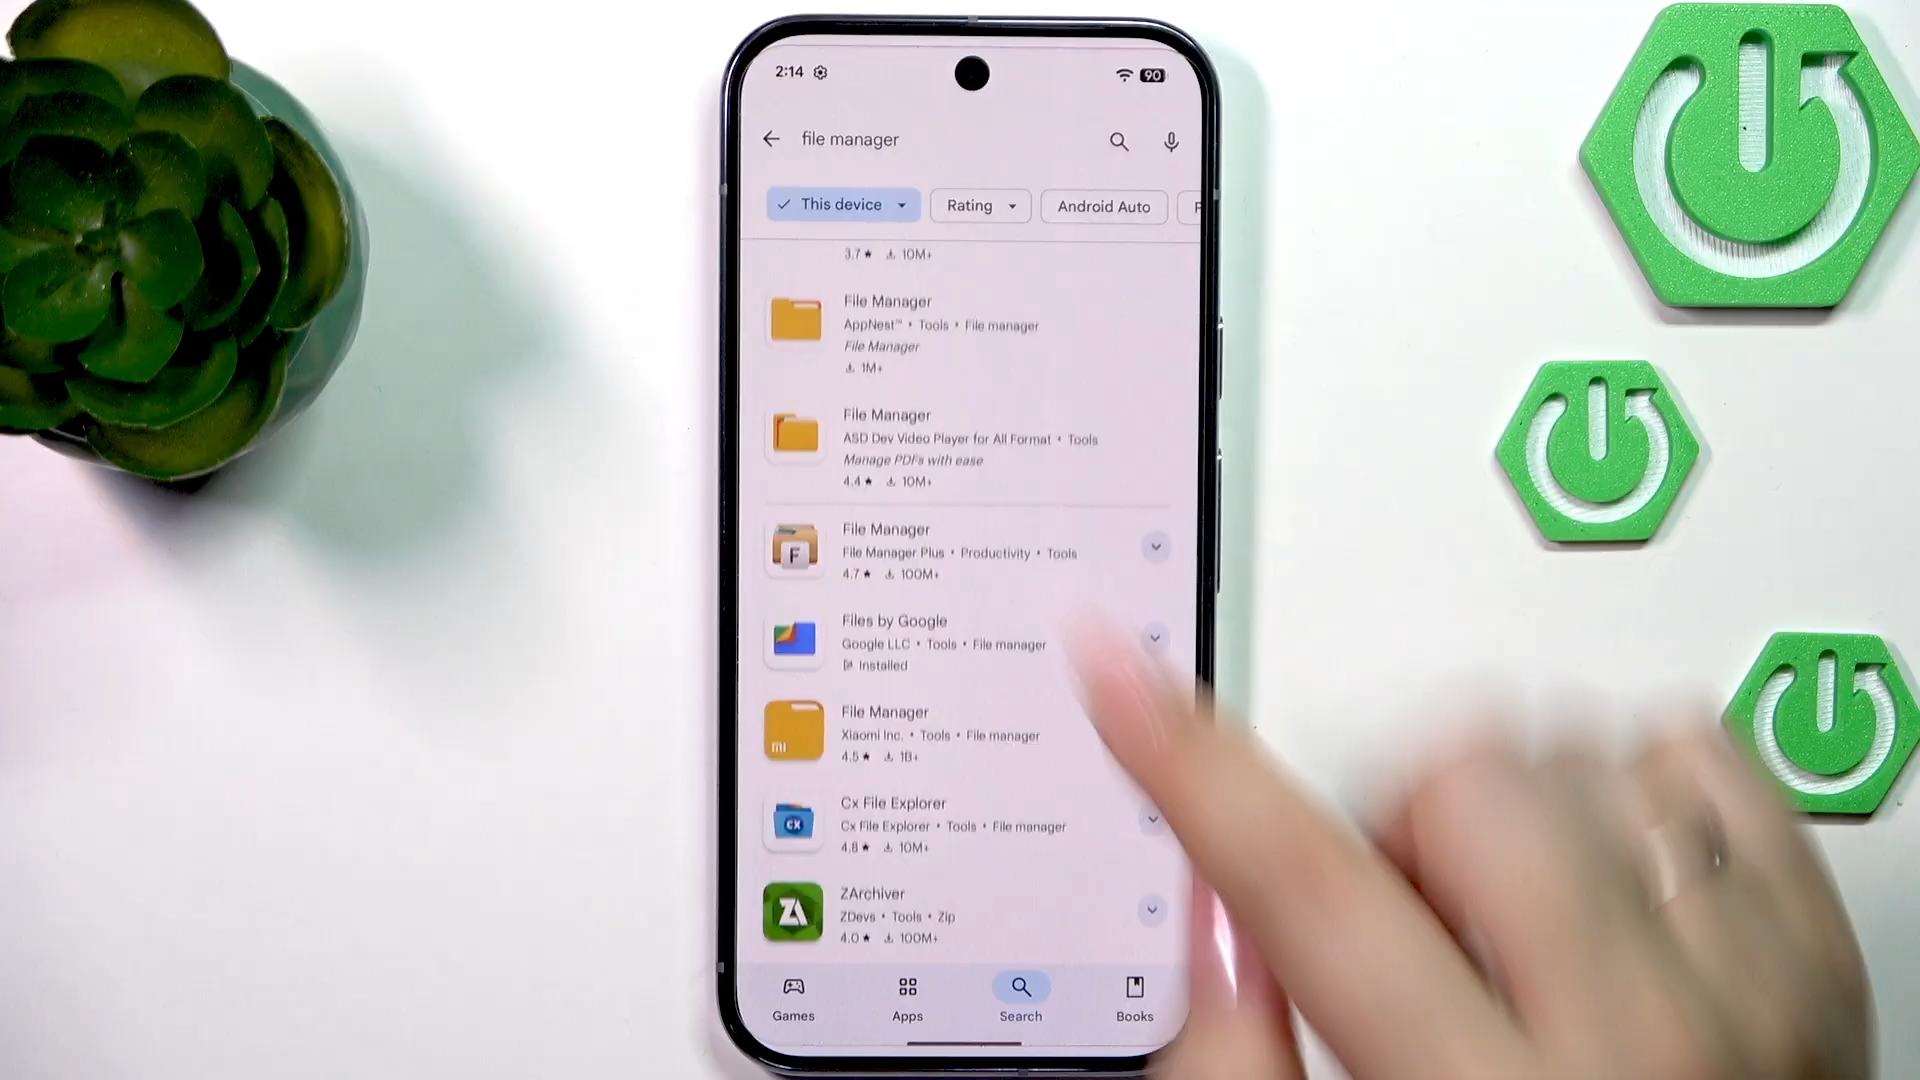 2:14
90
file manager
This device
Rating
Android Auto
3.7★ 10M+
File Manager
AppNest™ • Tools • File manager
File Manager
1M+
File Manager
ASD Dev Video Player for All Format • Tools
Manage PDFs with ease
4.4★ 10M+
File Manager
F
File Manager Plus • Productivity • Tools
4.7★ 100M+
Files by Google
Google LLC • Tools • File manager
Installed
File Manager
mi
Xiaomi Inc. • Tools • File manager
4.5★ 1B+
Cx File Explorer
CX
Cx File Explorer • Tools • File manager
4.8★ 10M+
ZArchiver
ZA
ZDevs • Tools • Zip
4.0★ 100M+
Games
Apps
Search
Books